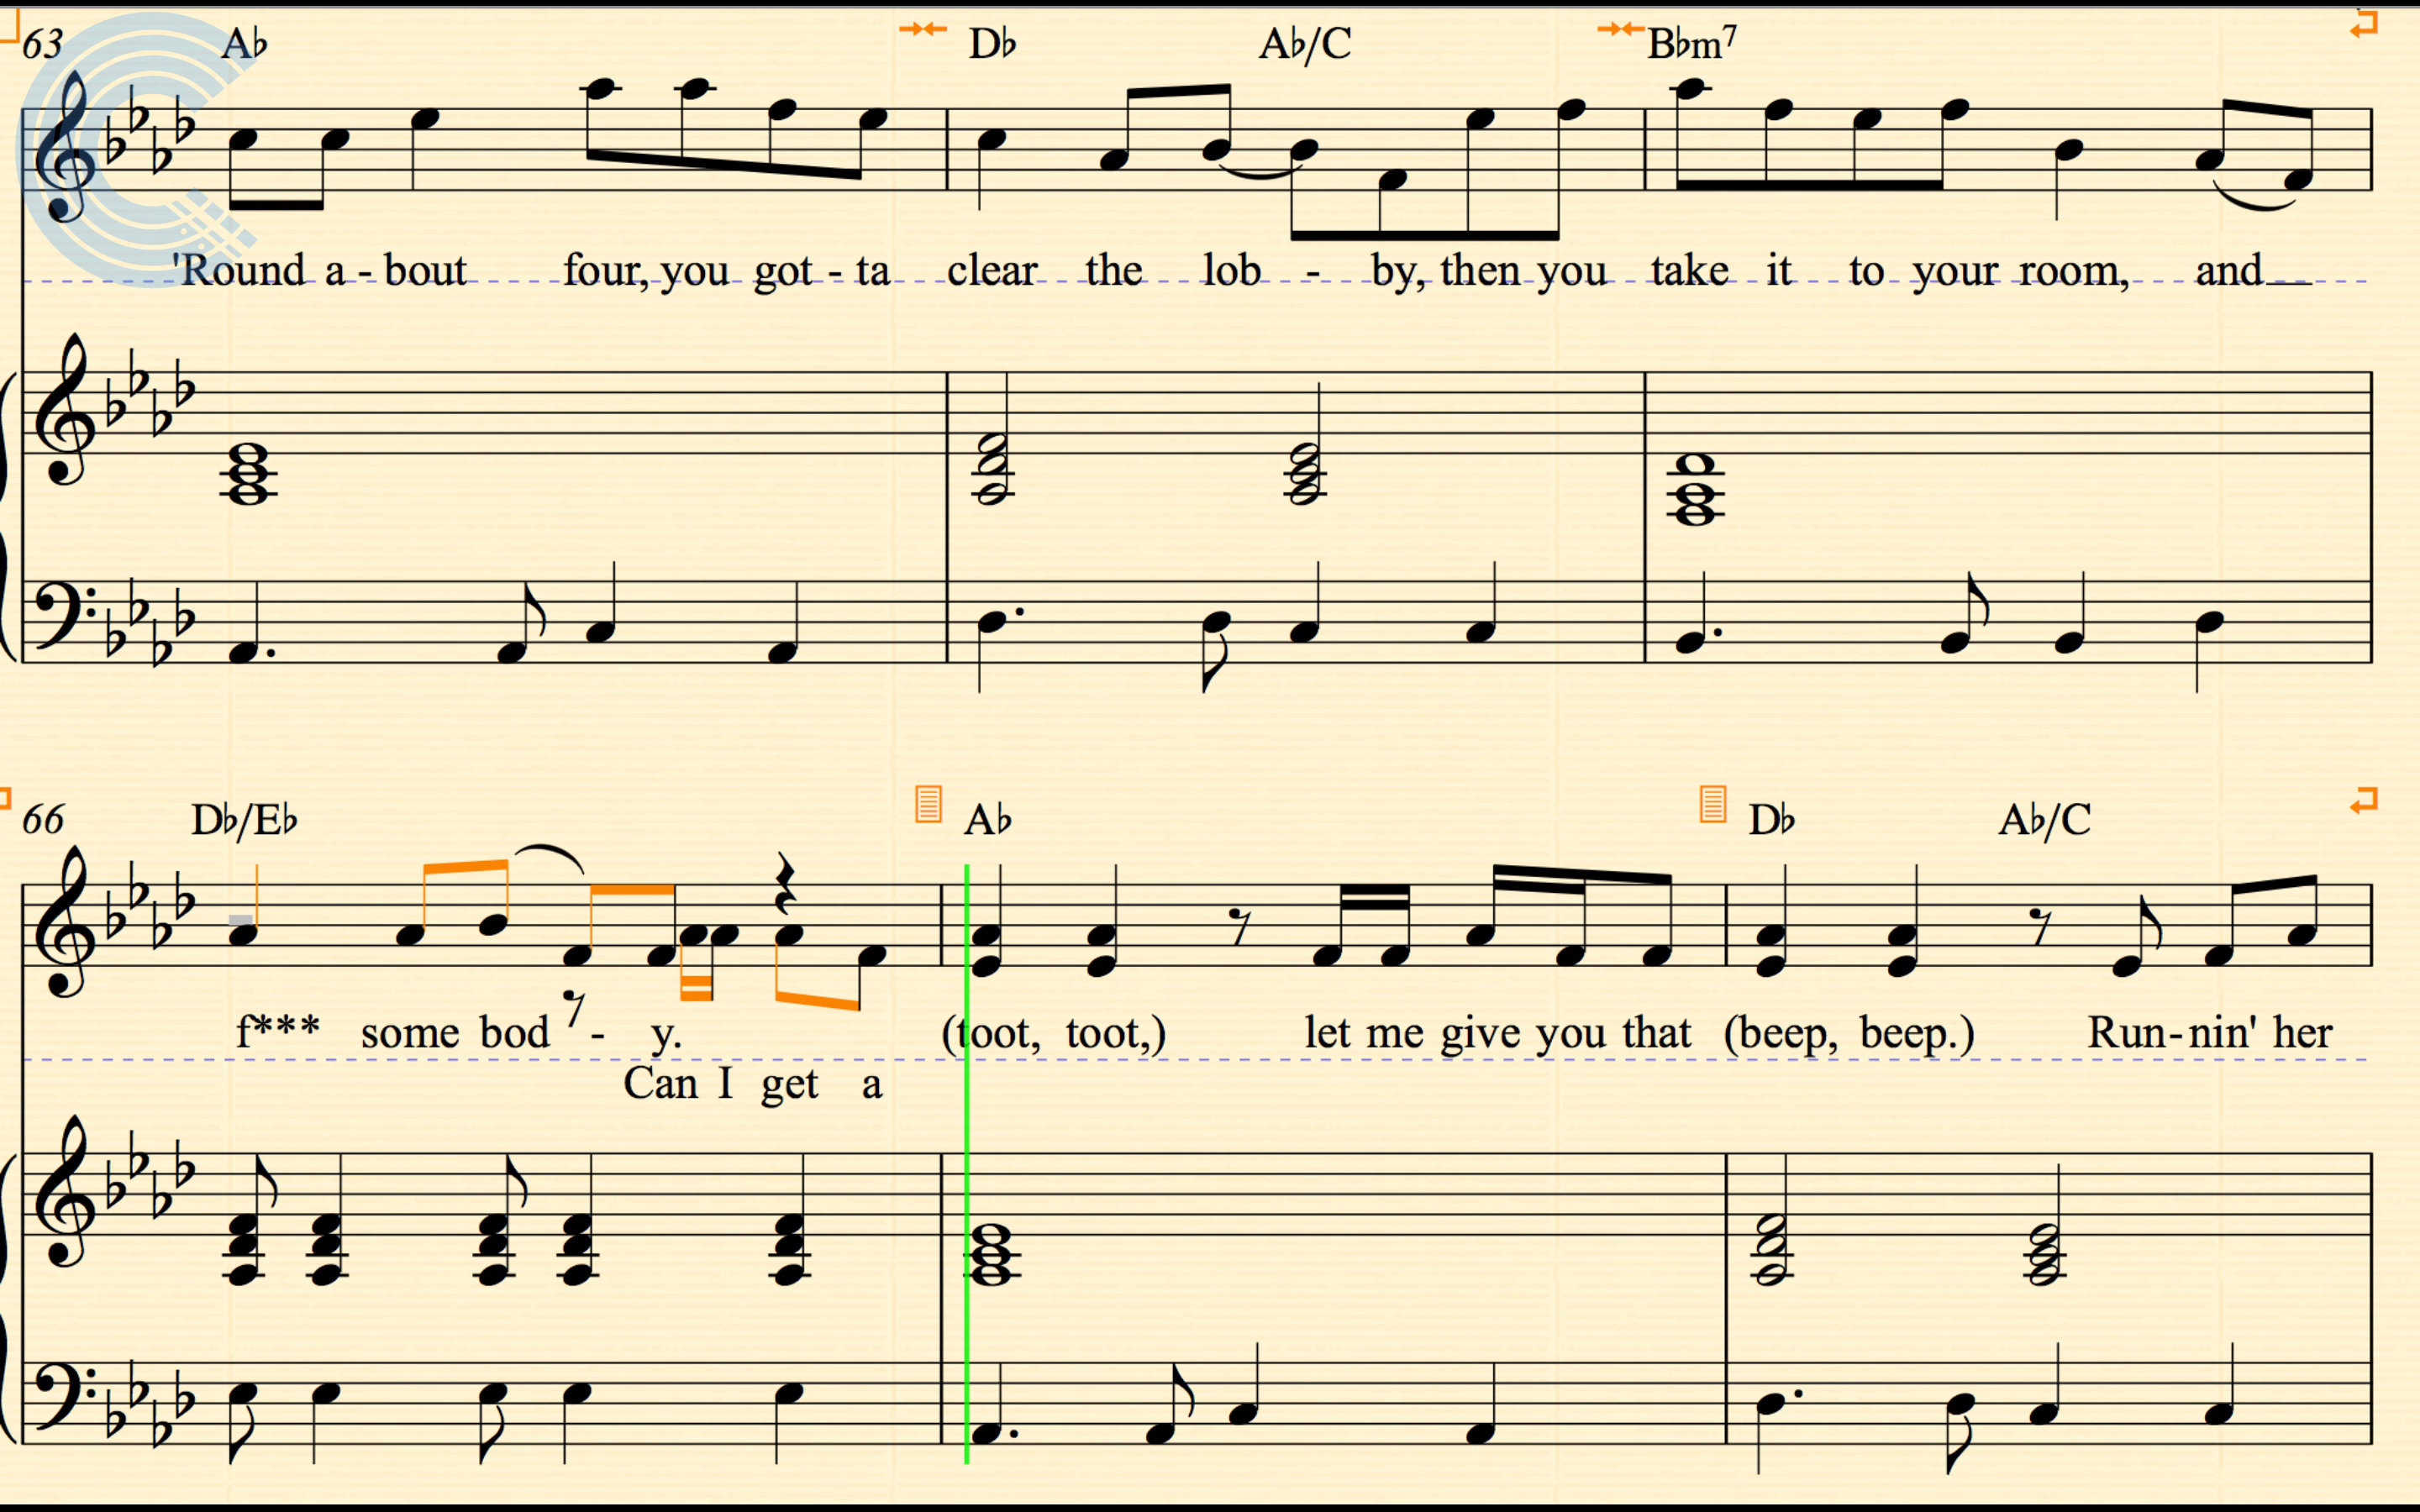 63 A♭ D♭ A♭/C B♭m7
'Round a - bout four, you got - ta clear the lob - by, then you take it to your room, and
66 D♭/E♭ A♭ D♭ A♭/C
f*** some bod - y. (toot, toot,) let me give you that (beep, beep.) Run - nin' her
Can I get a